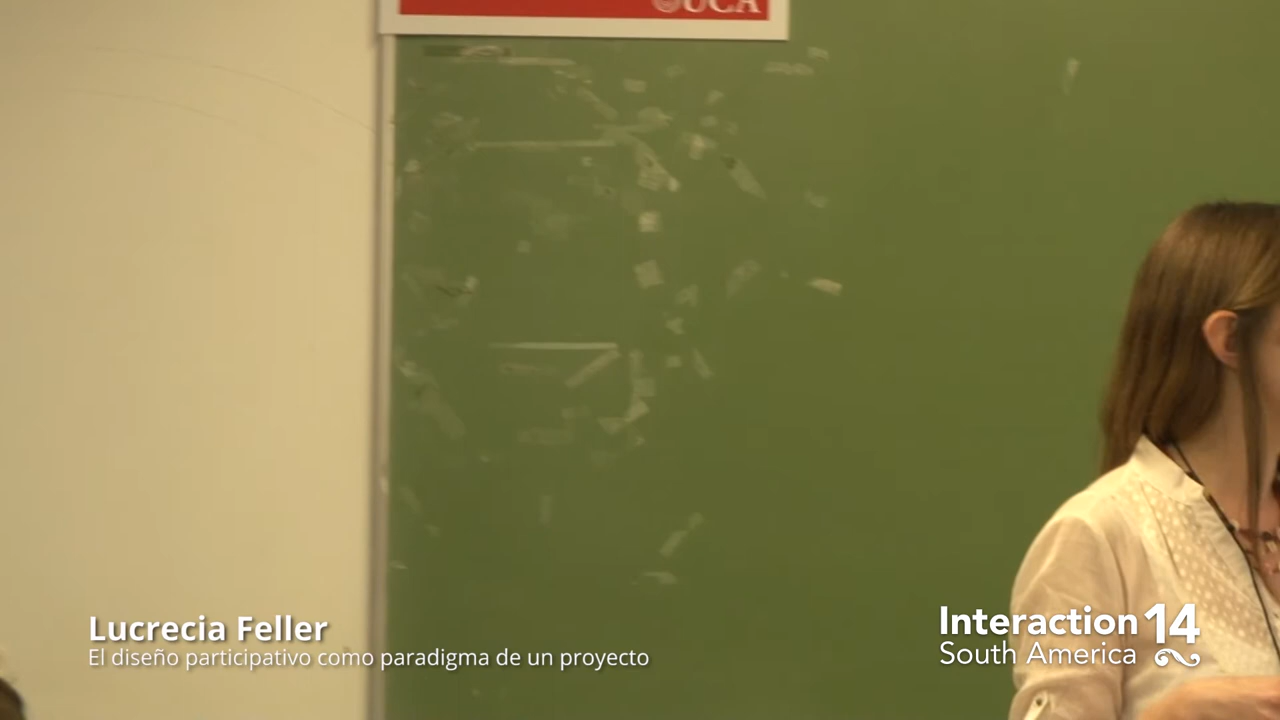 UCA
Lucrecia Feller
El diseño participativo como paradigma de un proyecto
Interaction 14
South America